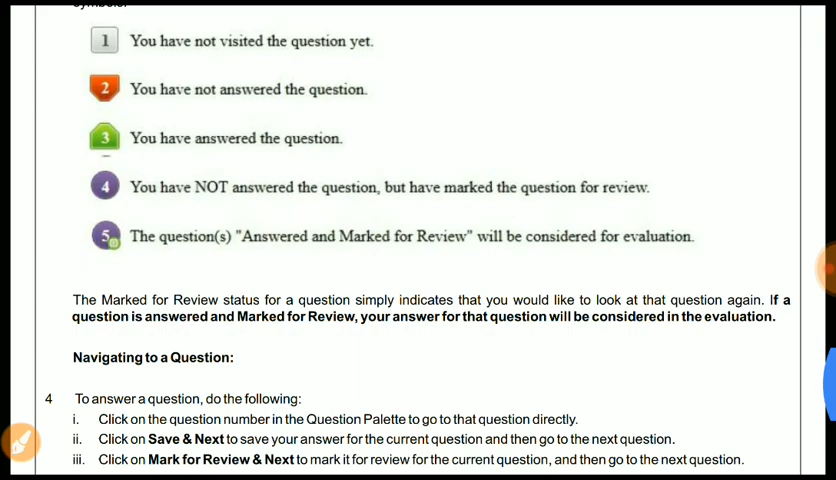 symbols:
1 You have not visited the question yet.
2 You have not answered the question.
3 You have answered the question.
4 You have NOT answered the question, but have marked the question for review.
5 The question(s) "Answered and Marked for Review" will be considered for evaluation.
The Marked for Review status for a question simply indicates that you would like to look at that question again. If a
question is answered and Marked for Review, your answer for that question will be considered in the evaluation.
Navigating to a Question:
4 To answer a question, do the following:
i. Click on the question number in the Question Palette to go to that question directly.
ii. Click on Save & Next to save your answer for the current question and then go to the next question.
iii. Click on Mark for Review & Next to mark it for review for the current question, and then go to the next question.